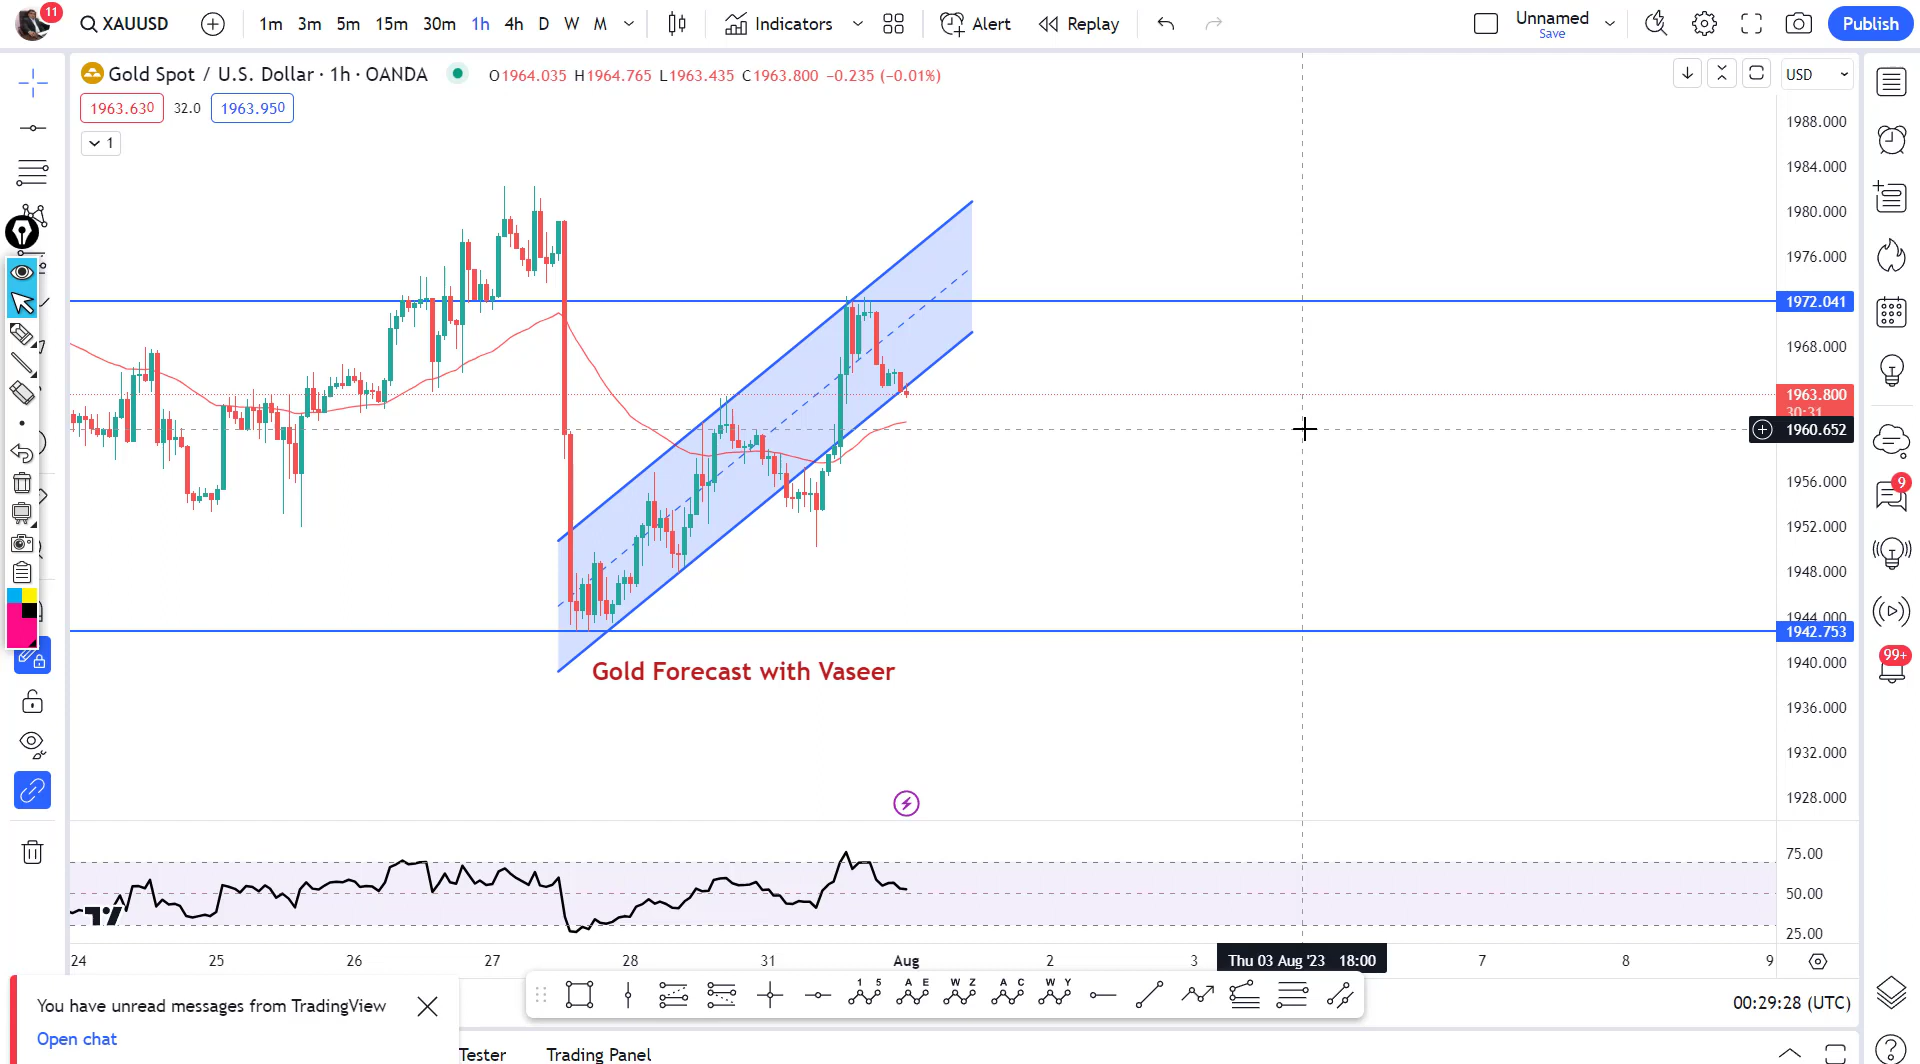 11
XAUUSD
1m 3m 5m 15m 30m 1h 4h D W M
Indicators
Alert
Replay
Unnamed
Save
Publish
Gold Spot / U.S. Dollar · 1h · OANDA
O1964.035 H1964.765 L1963.435 C1963.800 −0.235 (−0.01%)
USD
1963.630
32.0
1963.950
1
1988.000
1984.000
1980.000
1976.000
1972.041
1968.000
1963.800
30:31
1960.652
1956.000
1952.000
1948.000
1944.000
1942.753
1940.000
1936.000
1932.000
1928.000
Gold Forecast with Vaseer
9
99+
75.00
50.00
25.00
24 25 26 27 28 31 Aug 2 3 Thu 03 Aug '23 18:00 7 8 9
1 5
A E
W Z
A C
W Y
You have unread messages from TradingView
Open chat
00:29:28 (UTC)
Tester
Trading Panel